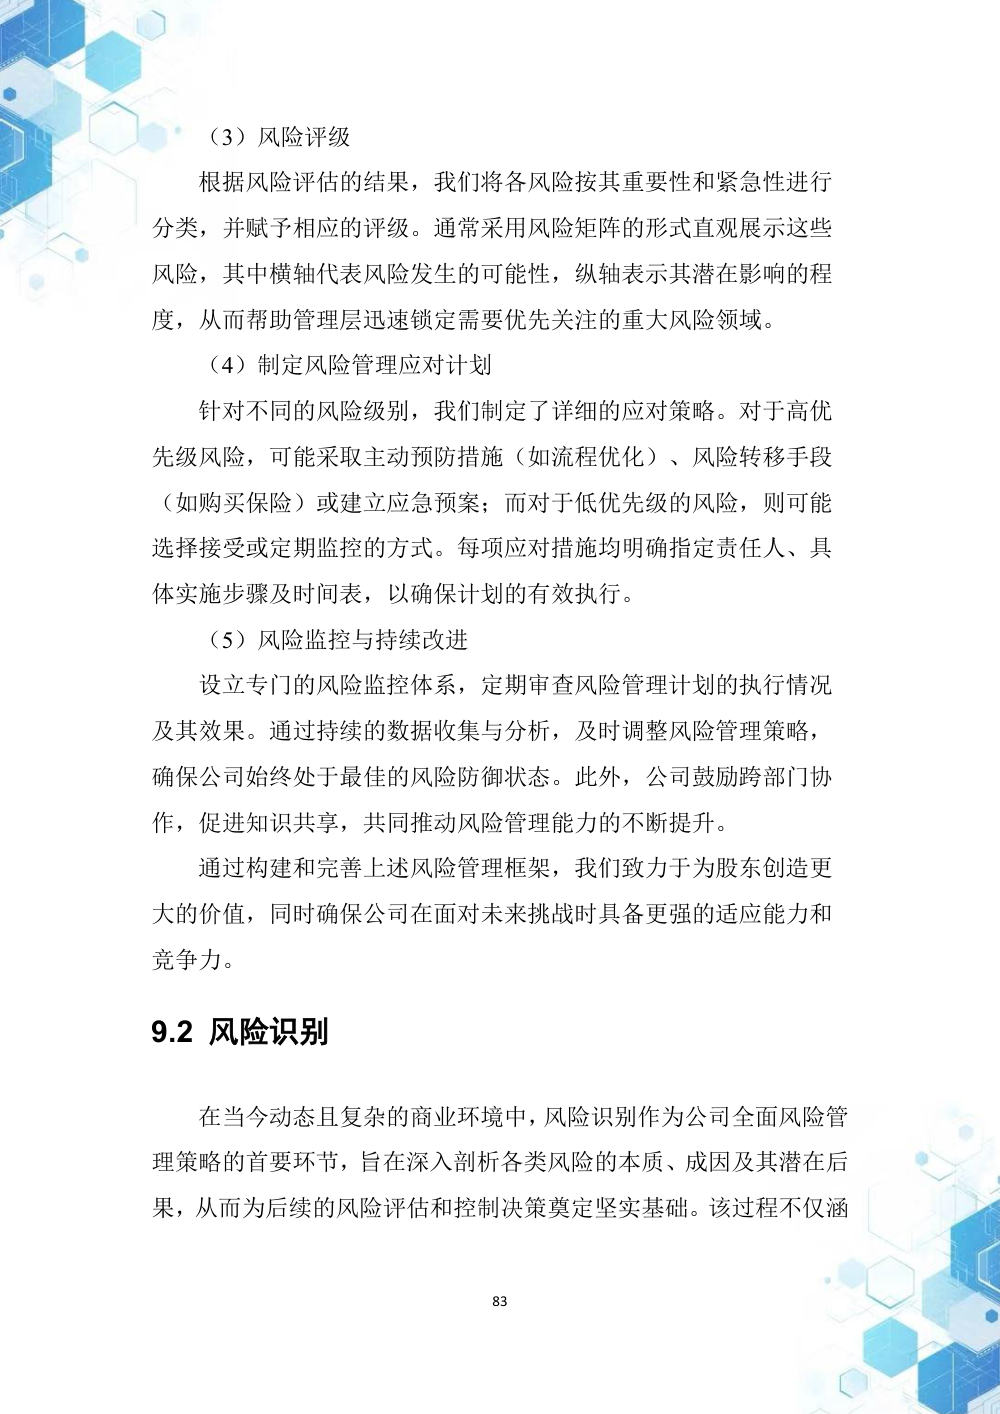 （3）风险评级
根据风险评估的结果，我们将各风险按其重要性和紧急性进行
分类，并赋予相应的评级。通常采用风险矩阵的形式直观展示这些
风险，其中横轴代表风险发生的可能性，纵轴表示其潜在影响的程
度，从而帮助管理层迅速锁定需要优先关注的重大风险领域。
（4）制定风险管理应对计划
针对不同的风险级别，我们制定了详细的应对策略。对于高优
先级风险，可能采取主动预防措施（如流程优化）、风险转移手段
（如购买保险）或建立应急预案；而对于低优先级的风险，则可能
选择接受或定期监控的方式。每项应对措施均明确指定责任人、具
体实施步骤及时间表，以确保计划的有效执行。
（5）风险监控与持续改进
设立专门的风险监控体系，定期审查风险管理计划的执行情况
及其效果。通过持续的数据收集与分析，及时调整风险管理策略，
确保公司始终处于最佳的风险防御状态。此外，公司鼓励跨部门协
作，促进知识共享，共同推动风险管理能力的不断提升。
通过构建和完善上述风险管理框架，我们致力于为股东创造更
大的价值，同时确保公司在面对未来挑战时具备更强的适应能力和
竞争力。
9.2 风险识别
在当今动态且复杂的商业环境中，风险识别作为公司全面风险管
理策略的首要环节，旨在深入剖析各类风险的本质、成因及其潜在后
果，从而为后续的风险评估和控制决策奠定坚实基础。该过程不仅涵
83